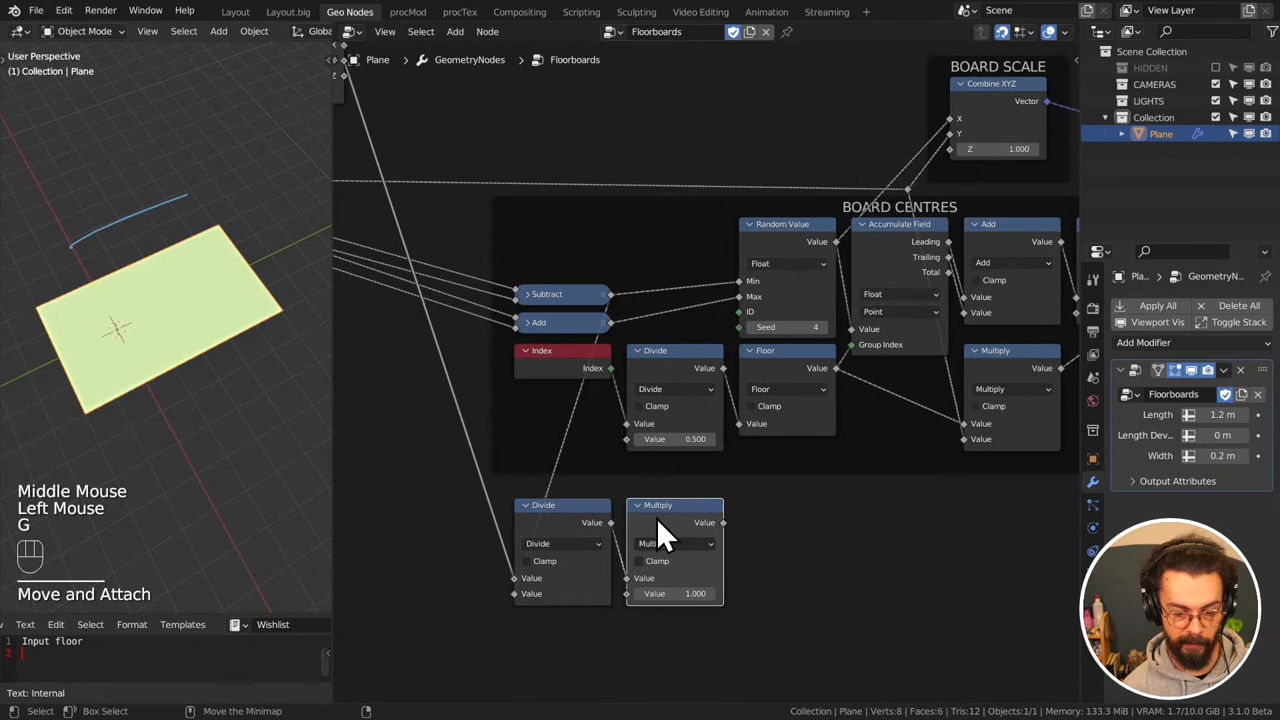 File Edit Render Window Help Layout Layout.big Geo Nodes procMod procTex Compositing Scripting Sculpting Video Editing Animation Streaming + Scene View Layer
Object Mode View Select Add Object Globa View Select Add Node Floorboards
User Perspective
(1) Collection | Plane
Plane > GeometryNodes > Floorboards
Scene Collection
HIDDEN
CAMERAS
LIGHTS
Collection
Plane
BOARD SCALE
Combine XYZ
Vector
X
Y
Z 1.000
BOARD CENTRES
Random Value
Value
Float
Min
Max
ID
Seed 4
Accumulate Field
Leading
Trailing
Total
Float
Point
Value
Group Index
Add
Value
Add
Clamp
Value
Value
Subtract
Add
Index
Index
Divide
Value
Divide
Clamp
Value
Value 0.500
Floor
Value
Floor
Clamp
Value
Multiply
Value
Multiply
Clamp
Value
Value
Divide
Value
Divide
Clamp
Value
Value
Multiply
Value
Clamp
Value
Value 1.000
Pla... > GeometryN...
Apply All Delete All
Viewport Vis Toggle Stack
Add Modifier
Floorboards
Length 1.2 m
Length Dev... 0 m
Width 0.2 m
Output Attributes
Middle Mouse
Left Mouse
G
Move and Attach
Text Edit Select Format Templates Wishlist
1 Input floor
2
Text: Internal
Select Box Select Move the Minimap Collection | Plane | Verts:8 | Faces:6 | Tris:12 | Objects:1/1 | Memory: 133.3 MiB | VRAM: 1.7/10.0 GiB | 3.1.0 Beta